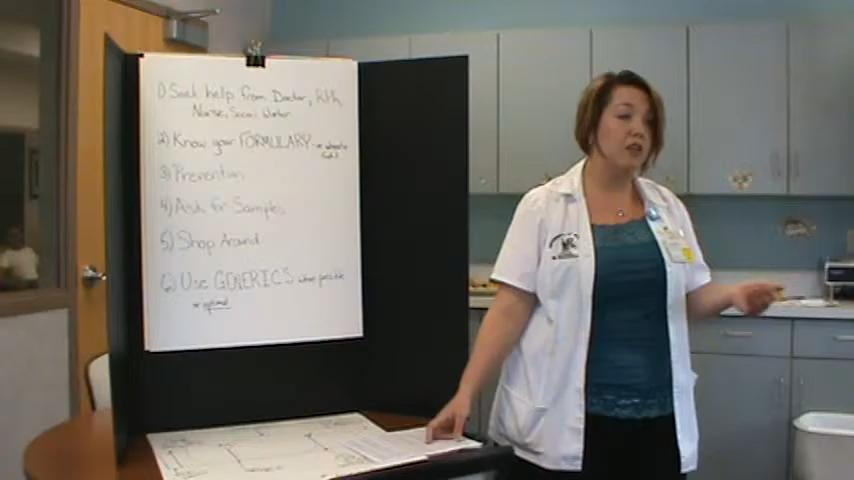 1) Seek help from Doctor, RPh,
Nurse, Social Worker
2) Know your FORMULARY
3) Prevention
4) Ask for Samples
5) Shop Around
6) Use GENERICS when possible